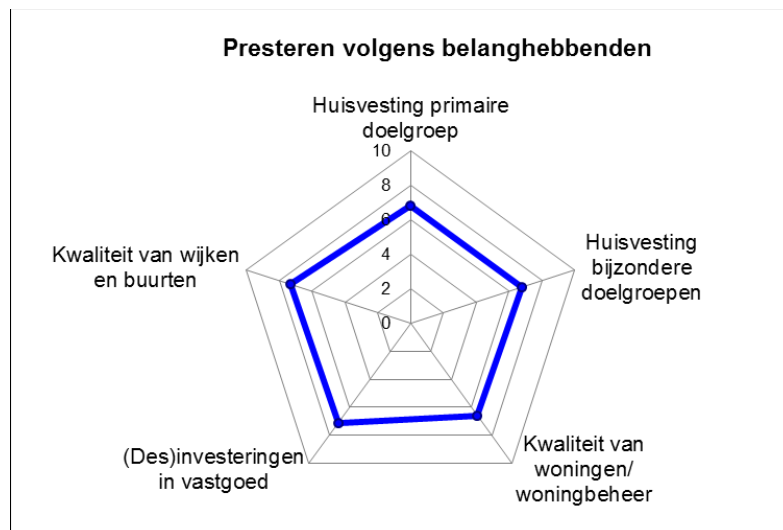 Presteren volgens belanghebbenden
Huisvesting primaire
doelgroep
10
8
6
4
2
0
Huisvesting
bijzondere
doelgroepen
Kwaliteit van
woningen/
woningbeheer
(Des)investeringen
in vastgoed
Kwaliteit van wijken
en buurten